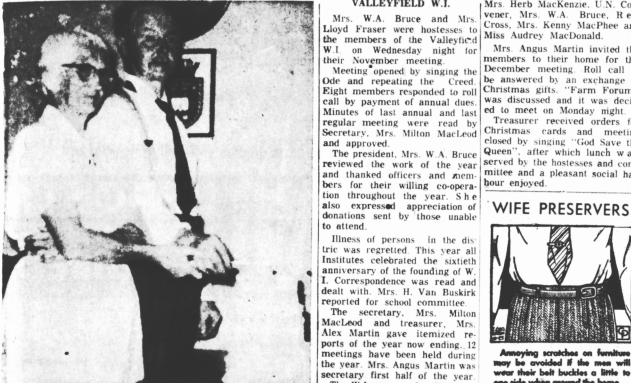 VALLEYFIELD W.I.
Mrs. W.A. Bruce and Mrs.
Lloyd Fraser were hostesses to
the members of the Valleyfield
W.I. on Wednesday night for
their November meeting.
Meeting opened by singing the
Ode and repeating the Creed.
Eight members responded to roll
call by payment of annual dues.
Minutes of last annual and last
regular meeting were read by
Secretary, Mrs. Milton MacLeod
and approved.
The president, Mrs. W.A. Bruce
reviewed the work of the year
and thanked officers and mem-
bers for their willing co-opera-
tion throughout the year. She
also expressed appreciation of
donations sent by those unable
to attend.
Illness of persons in the dis
tric was regretted. This year all
Institutes celebrated the sixtieth
anniversary of the founding of W.
I. Correspondence was read and
dealt with. Mrs. H. Van Buskirk
reported for school committee.
The secretary, Mrs. Milton
MacLeod and treasurer, Mrs.
Alex Martin gave itemized re-
ports of the year now ending. 12
meetings have been held during
the year. Mrs. Angus Martin was
secretary first half of the year.
Mrs. Herb MacKenzie. U.N. Co
vener, Mrs. W.A. Bruce, Re
Cross, Mrs. Kenny MacPhee a
Miss Audrey MacDonald.
Mrs. Angus Martin invited th
members to their home for th
December meeting. Roll call
be answered by an exchange
Christmas gifts. "Farm Forum
was discussed and it was deci
ed to meet on Monday night.
Treasurer received orders f
Christmas cards and meeti
closed by singing "God Save th
Queen", after which lunch wa
served by the hostesses and com
mittee and a pleasant social ha
hour enjoyed.
WIFE PRESERVERS
Annoying scratches on furniture
may be avoided if the men will
wear their belt buckles a little to
one side when around the home.